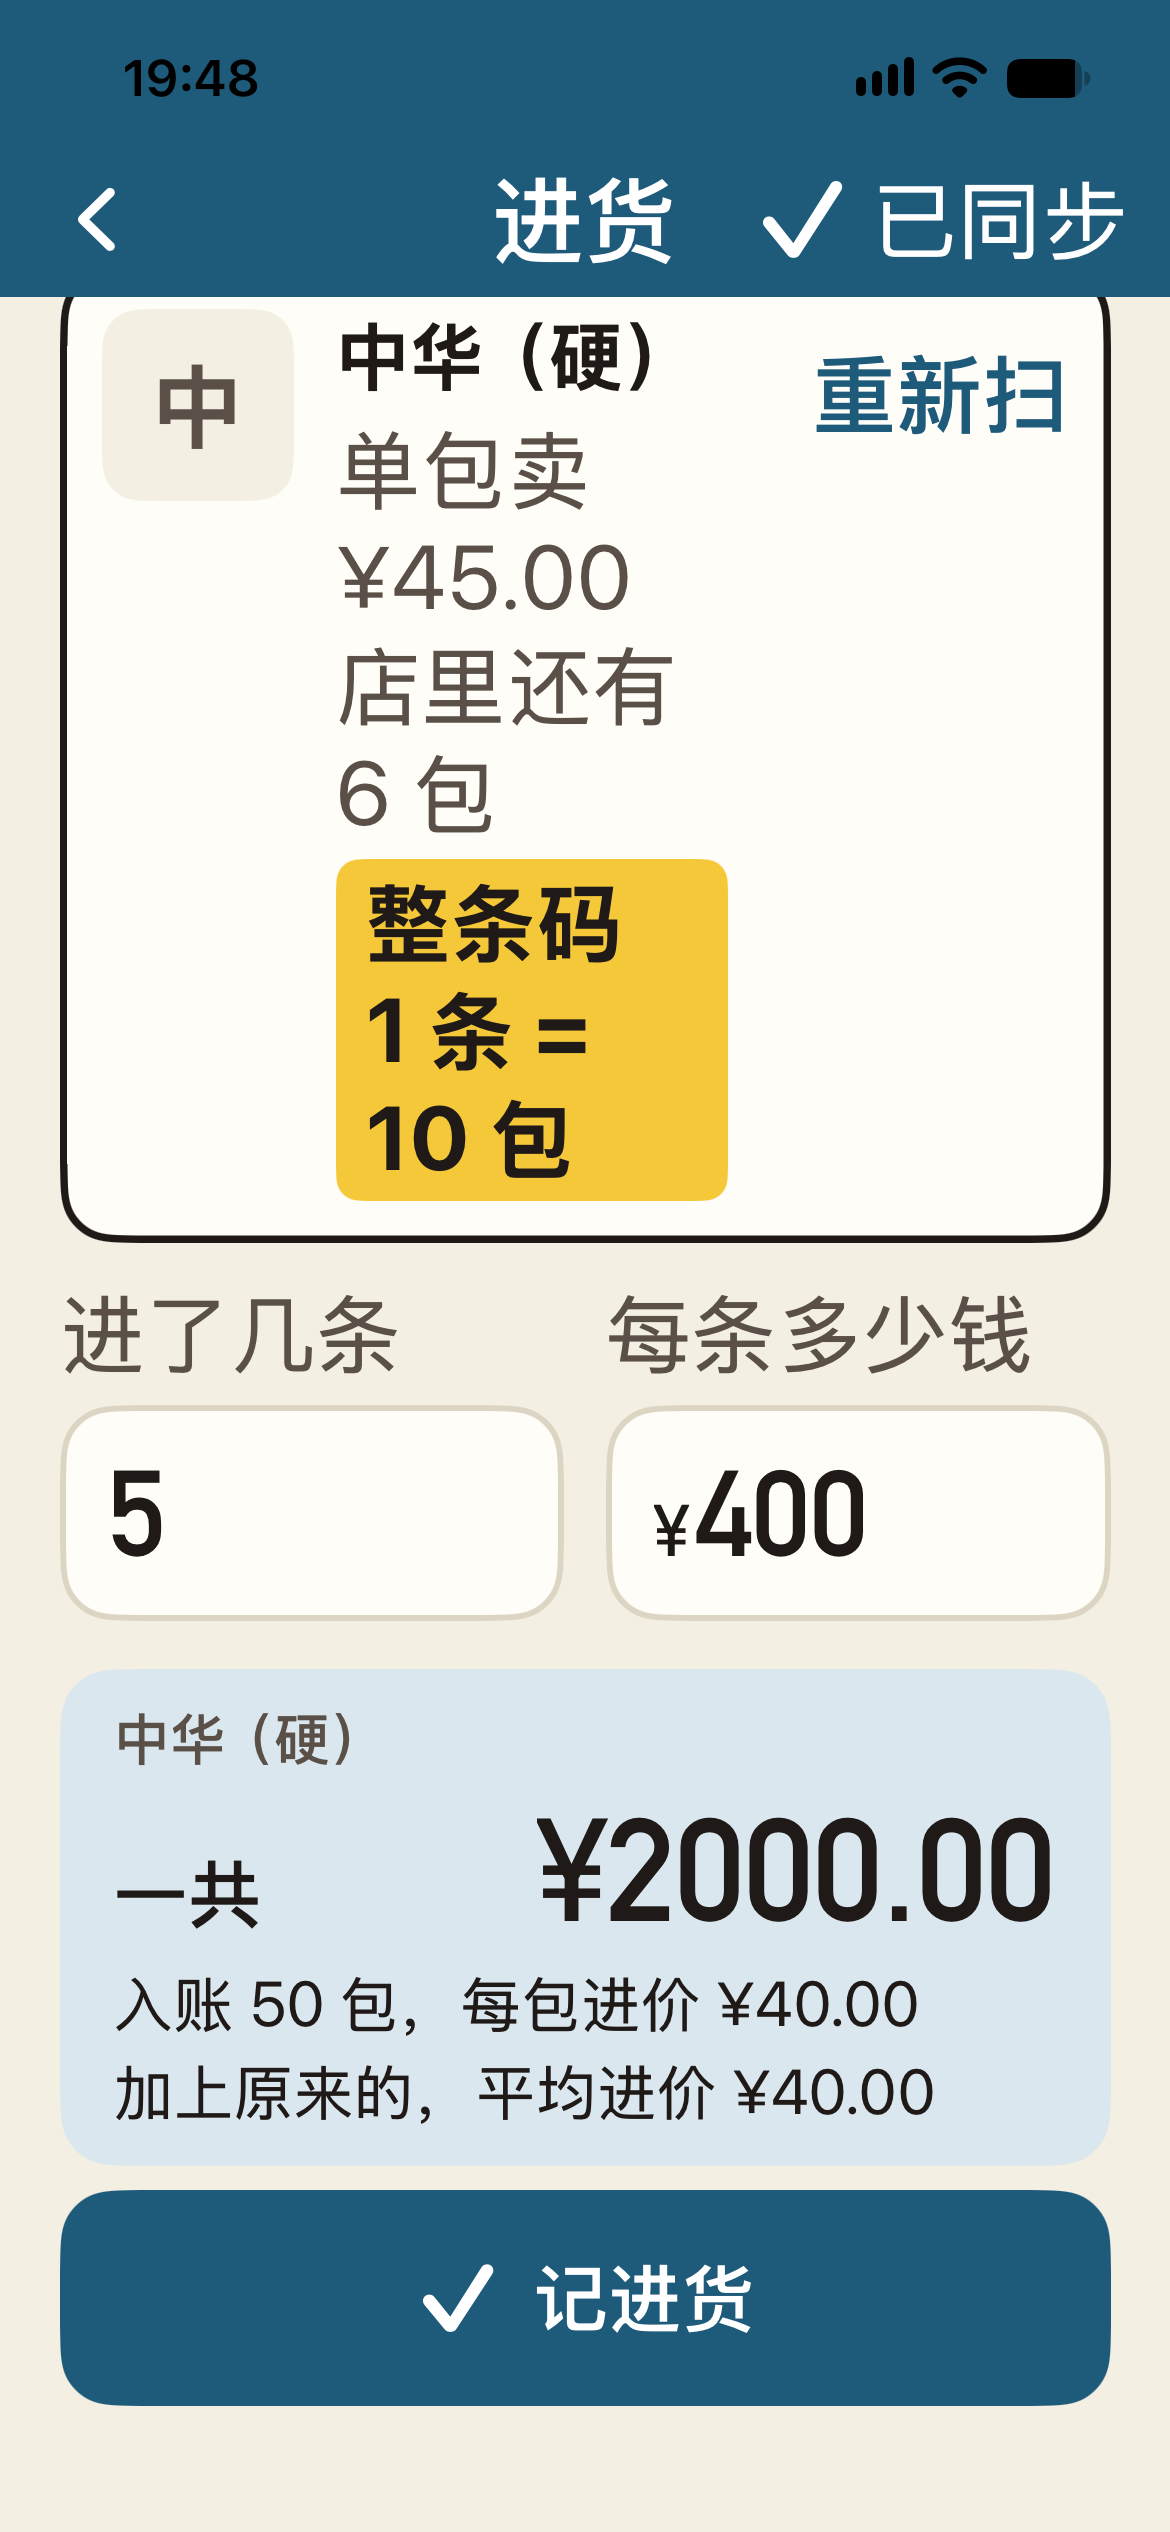 19:48
进货
已同步
中
中华（硬）
重新扫
单包卖
¥45.00
店里还有
6 包
整条码
1 条 =
10 包
进了几条
每条多少钱
5
¥400
中华（硬）
一共
¥2000.00
入账 50 包，每包进价 ¥40.00
加上原来的，平均进价 ¥40.00
记进货